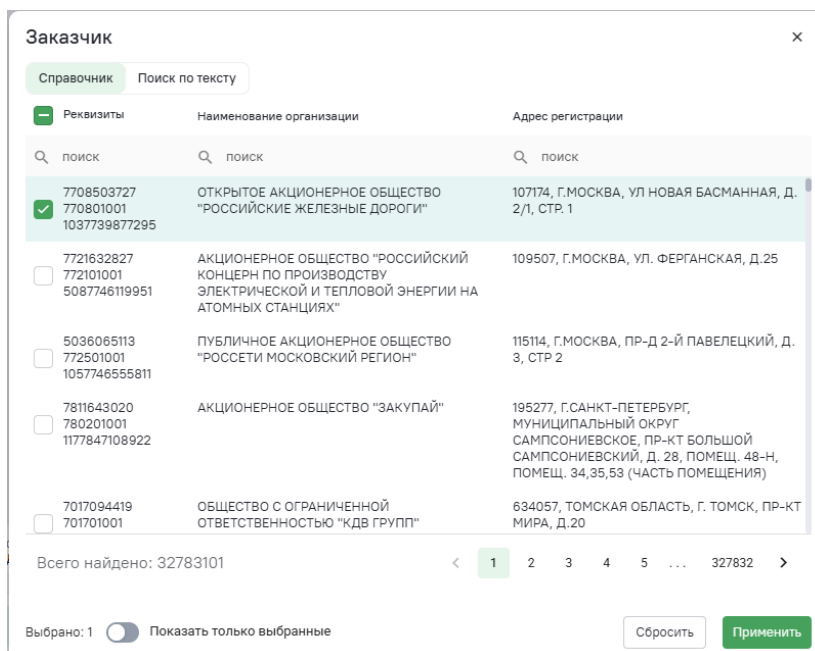 Заказчик
Справочник Поиск по тексту
Реквизиты Наименование организации Адрес регистрации
поиск поиск поиск
7708503727 ОТКРЫТОЕ АКЦИОНЕРНОЕ ОБЩЕСТВО 107174, Г.МОСКВА, УЛ НОВАЯ БАСМАННАЯ, Д.
770801001 "РОССИЙСКИЕ ЖЕЛЕЗНЫЕ ДОРОГИ" 2/1, СТР. 1
1037739877295
7721632827 АКЦИОНЕРНОЕ ОБЩЕСТВО "РОССИЙСКИЙ 109507, Г.МОСКВА, УЛ. ФЕРГАНСКАЯ, Д.25
772101001 КОНЦЕРН ПО ПРОИЗВОДСТВУ
5087746119951 ЭЛЕКТРИЧЕСКОЙ И ТЕПЛОВОЙ ЭНЕРГИИ НА
АТОМНЫХ СТАНЦИЯХ"
5036065113 ПУБЛИЧНОЕ АКЦИОНЕРНОЕ ОБЩЕСТВО 115114, Г.МОСКВА, ПР-Д 2-Й ПАВЕЛЕЦКИЙ, Д.
772501001 "РОССЕТИ МОСКОВСКИЙ РЕГИОН" 3, СТР 2
1057746555811
7811643020 АКЦИОНЕРНОЕ ОБЩЕСТВО "ЗАКУПАЙ" 195277, Г.САНКТ-ПЕТЕРБУРГ,
780201001 МУНИЦИПАЛЬНЫЙ ОКРУГ
1177847108922 САМПСОНИЕВСКОЕ, ПР-КТ БОЛЬШОЙ
САМПСОНИЕВСКИЙ, Д. 28, ПОМЕЩ. 48-Н,
ПОМЕЩ. 34,35,53 (ЧАСТЬ ПОМЕЩЕНИЯ)
7017094419 ОБЩЕСТВО С ОГРАНИЧЕННОЙ 634057, ТОМСКАЯ ОБЛАСТЬ, Г. ТОМСК, ПР-КТ
701701001 ОТВЕТСТВЕННОСТЬЮ "КДВ ГРУПП" МИРА, Д.20
Всего найдено: 32783101 1 2 3 4 5 ... 327832
Выбрано: 1 Показать только выбранные Сбросить Применить